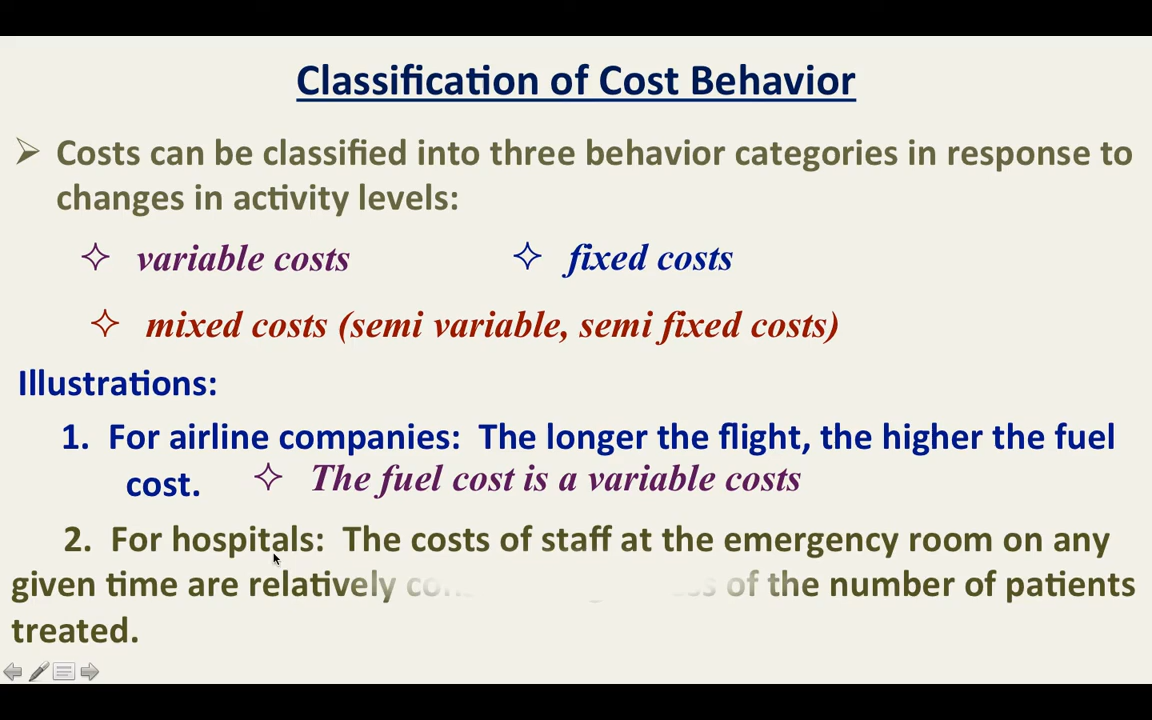 Classification of Cost Behavior
Costs can be classified into three behavior categories in response to
changes in activity levels:
variable costs
fixed costs
mixed costs (semi variable, semi fixed costs)
Illustrations:
1. For airline companies: The longer the flight, the higher the fuel
cost.
The fuel cost is a variable costs
2. For hospitals: The costs of staff at the emergency room on any
given time are relatively of the number of patients
treated.